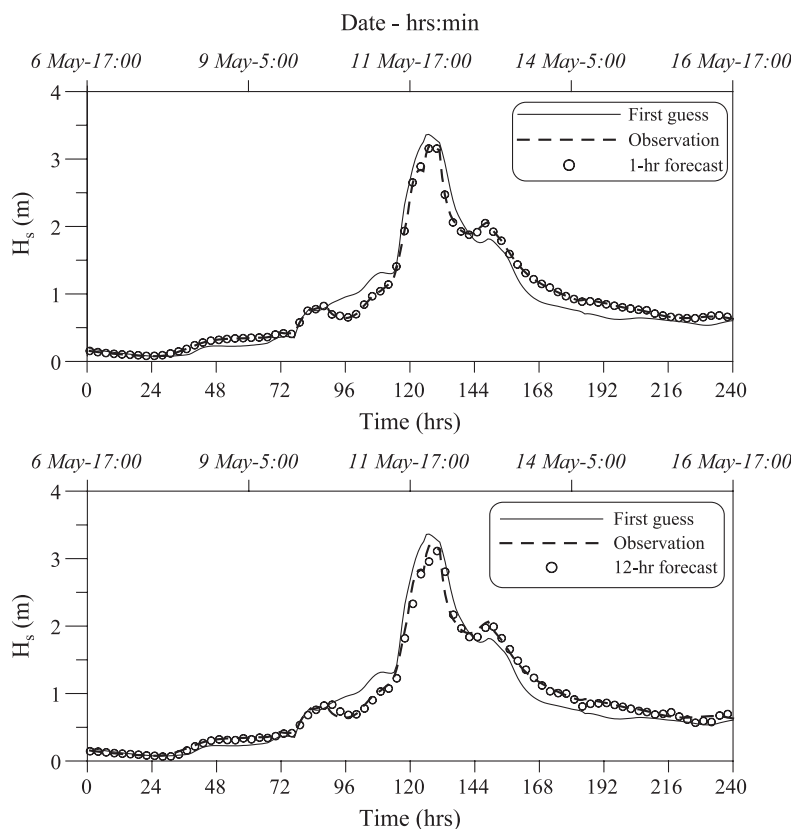 Date - hrs:min
6 May-17:00 9 May-5:00 11 May-17:00 14 May-5:00 16 May-17:00
4
First guess
Observation
1-hr forecast
3
Hs (m)
2
1
0
0 24 48 72 96 120 144 168 192 216 240
Time (hrs)
6 May-17:00 9 May-5:00 11 May-17:00 14 May-5:00 16 May-17:00
4
First guess
Observation
12-hr forecast
3
Hs (m)
2
1
0
0 24 48 72 96 120 144 168 192 216 240
Time (hrs)